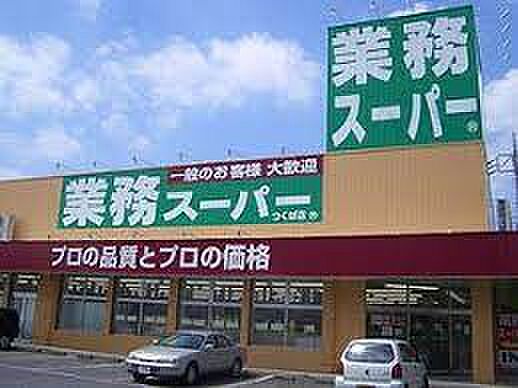 業務
スーパー®
一般のお客様 大歓迎
業務スーパー
つくば店
プロの品質とプロの価格